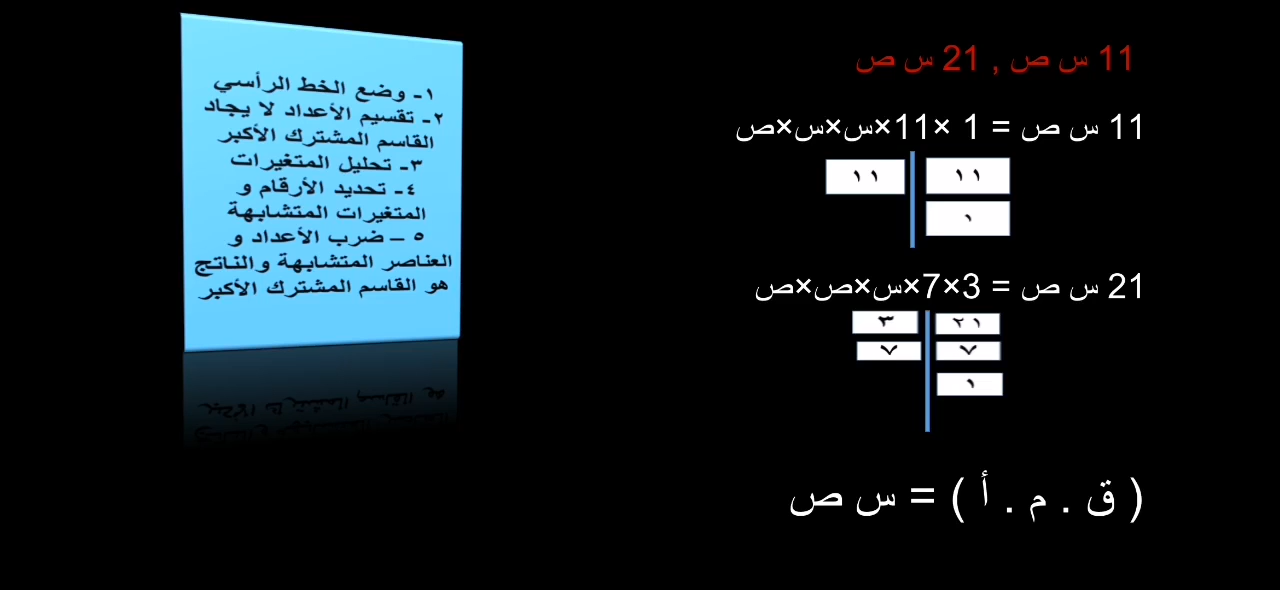 11 س ص , 21 س ص
11 س ص = 1 ×11×س×س×ص
١١ ١١
١
21 س ص = 3×7×س×ص×ص
٢١ ٣
٧ ٧
١
( ق . م . أ ) = س ص
١- وضع الخط الرأسي
٢- تقسيم الأعداد لا يجاد
القاسم المشترك الأكبر
٣- تحليل المتغيرات
٤- تحديد الأرقام و
المتغيرات المتشابهة
٥ – ضرب الأعداد و
العناصر المتشابهة والناتج
هو القاسم المشترك الأكبر